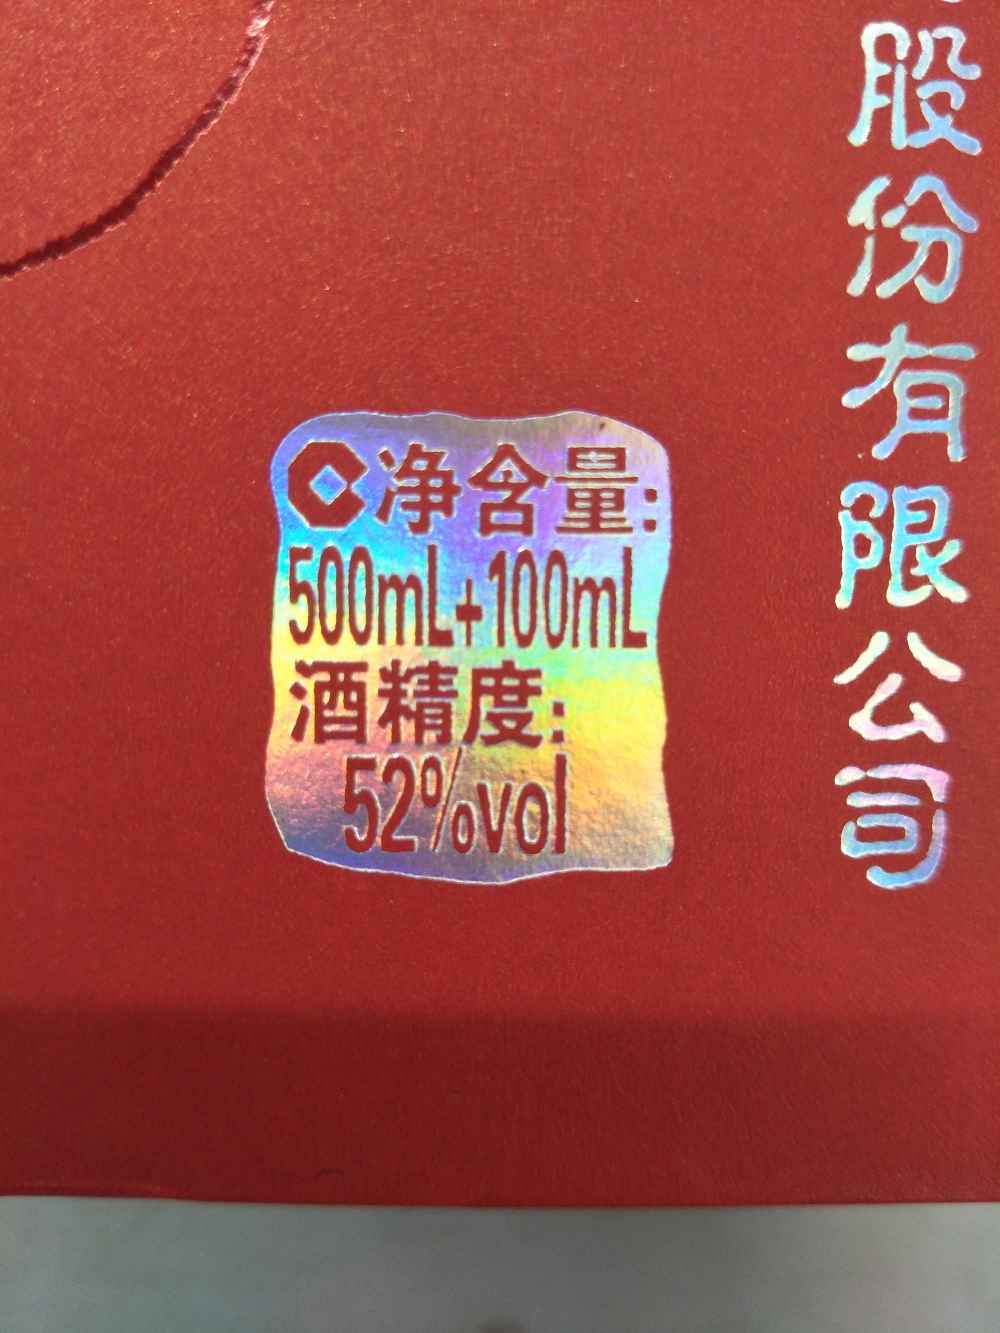 净含量:
500mL+100mL
酒精度:
52%vol
股份有限公司